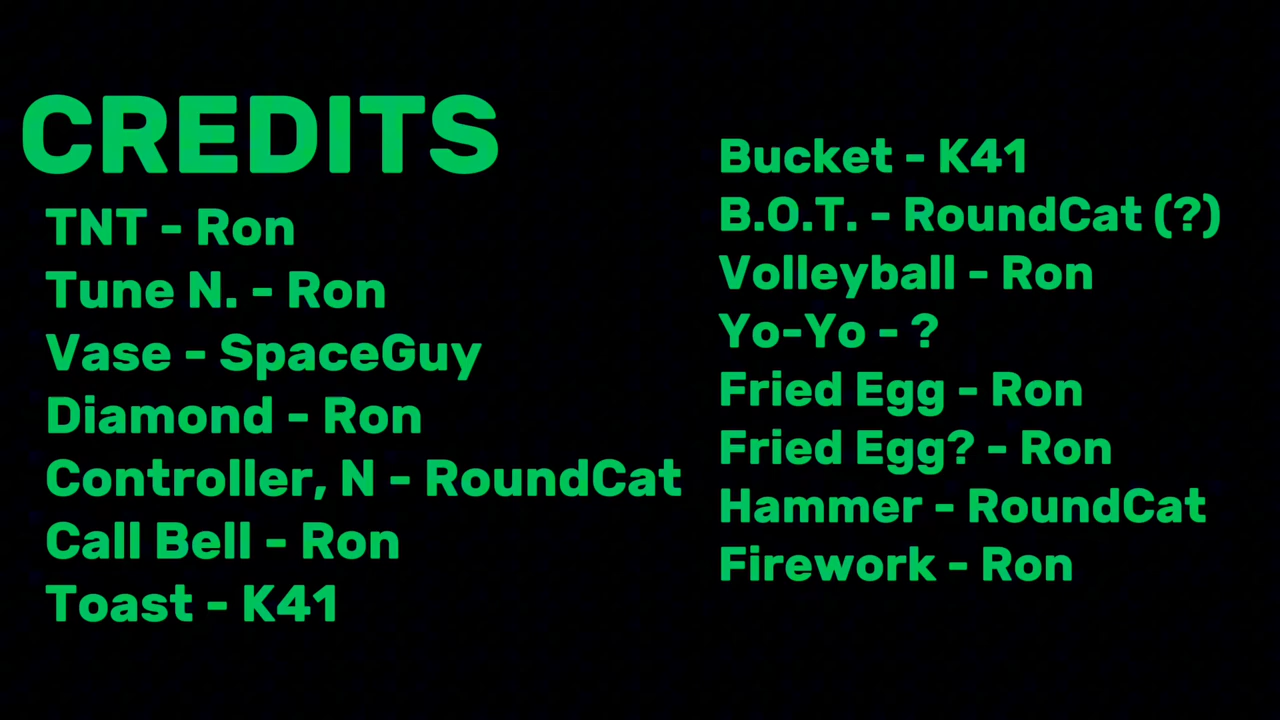 CREDITS
TNT - Ron
Tune N. - Ron
Vase - SpaceGuy
Diamond - Ron
Controller, N - RoundCat
Call Bell - Ron
Toast - K41
Bucket - K41
B.O.T. - RoundCat (?)
Volleyball - Ron
Yo-Yo - ?
Fried Egg - Ron
Fried Egg? - Ron
Hammer - RoundCat
Firework - Ron